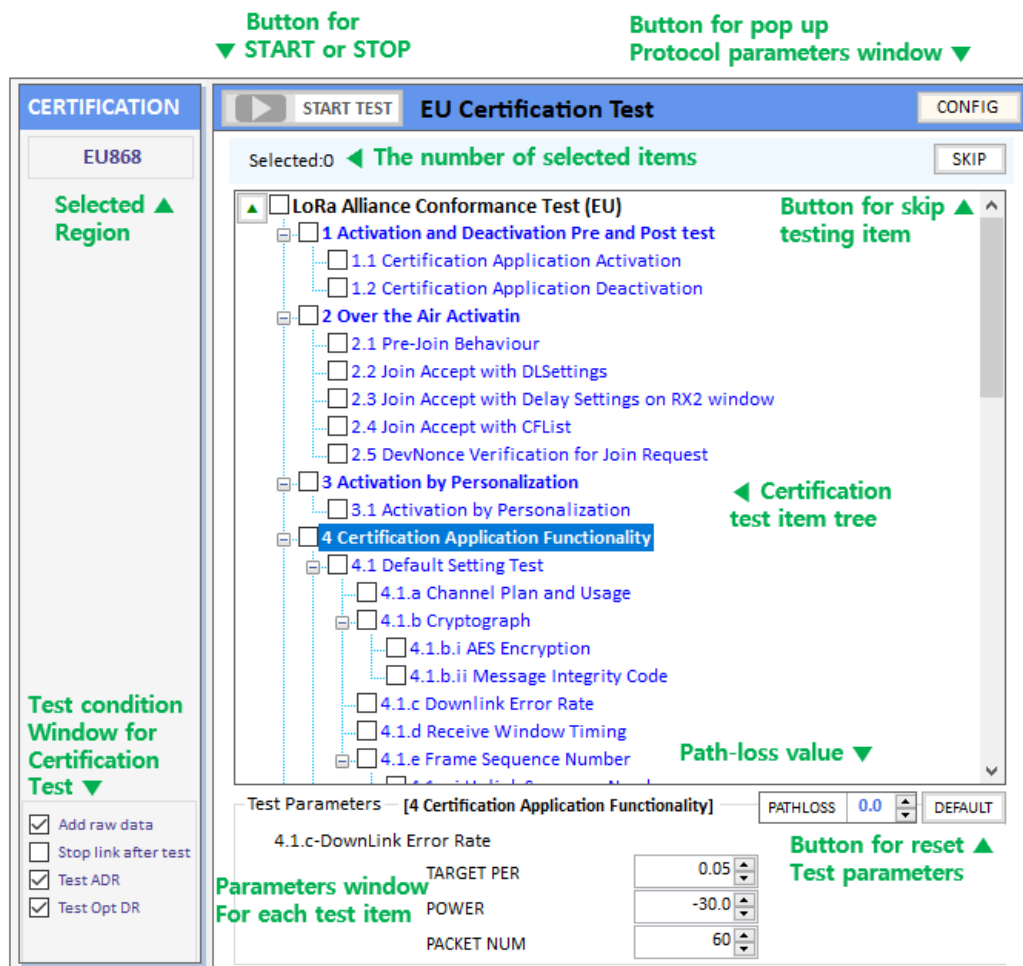 Button for
▼ START or STOP
Button for pop up
Protocol parameters window ▼
CERTIFICATION
START TEST
EU Certification Test
CONFIG
EU868
Selected:0
◀ The number of selected items
SKIP
Selected ▲
Region
▲
LoRa Alliance Conformance Test (EU)
Button for skip ▲
testing item
1 Activation and Deactivation Pre and Post test
1.1 Certification Application Activation
1.2 Certification Application Deactivation
2 Over the Air Activatin
2.1 Pre-Join Behaviour
2.2 Join Accept with DLSettings
2.3 Join Accept with Delay Settings on RX2 window
2.4 Join Accept with CFList
2.5 DevNonce Verification for Join Request
3 Activation by Personalization
3.1 Activation by Personalization
◀ Certification
test item tree
4 Certification Application Functionality
4.1 Default Setting Test
4.1.a Channel Plan and Usage
4.1.b Cryptograph
4.1.b.i AES Encryption
4.1.b.ii Message Integrity Code
4.1.c Downlink Error Rate
4.1.d Receive Window Timing
4.1.e Frame Sequence Number
Path-loss value ▼
Test condition
Window for
Certification
Test ▼
Add raw data
Stop link after test
Test ADR
Test Opt DR
Test Parameters
[4 Certification Application Functionality]
PATHLOSS
0.0
DEFAULT
4.1.c-DownLink Error Rate
Button for reset ▲
Test parameters
TARGET PER
0.05
Parameters window
For each test item
POWER
-30.0
PACKET NUM
60